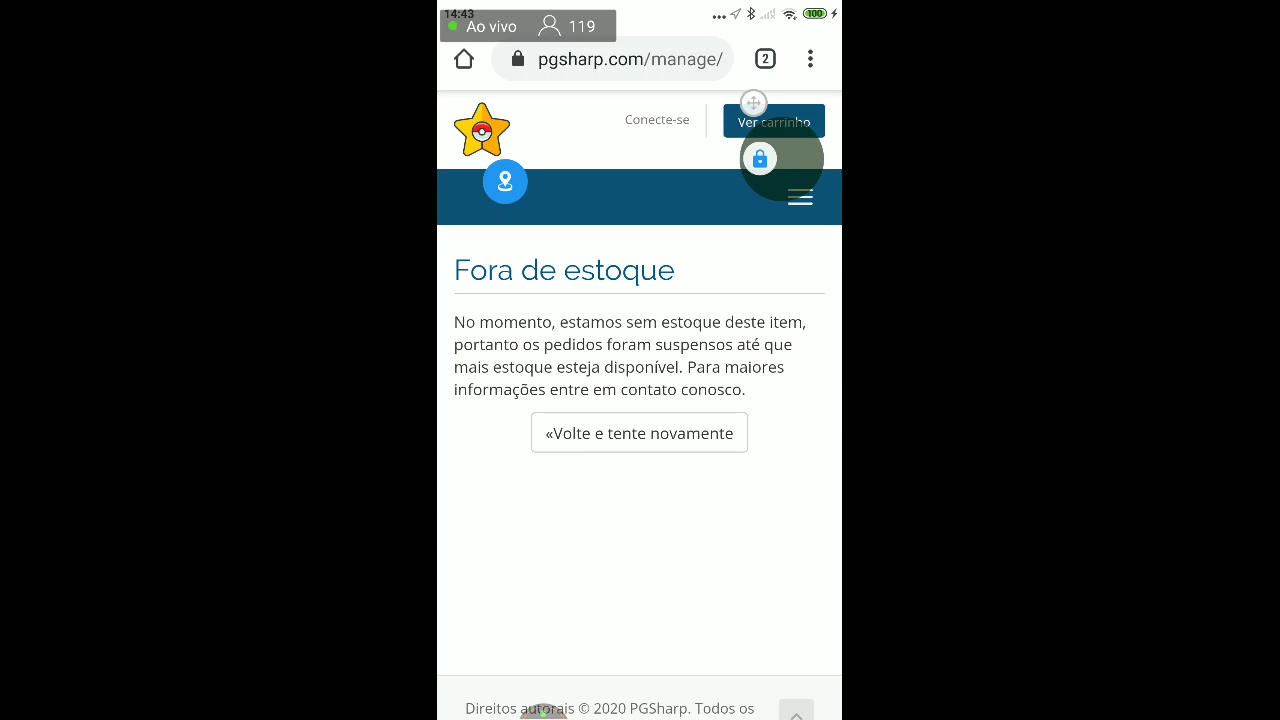 14:43
100
Ao vivo 119
pgsharp.com/manage/
2
Conecte-se
Ver carrinho
Fora de estoque
No momento, estamos sem estoque deste item,
portanto os pedidos foram suspensos até que
mais estoque esteja disponível. Para maiores
informações entre em contato conosco.
«Volte e tente novamente
Direitos autorais © 2020 PGSharp. Todos os